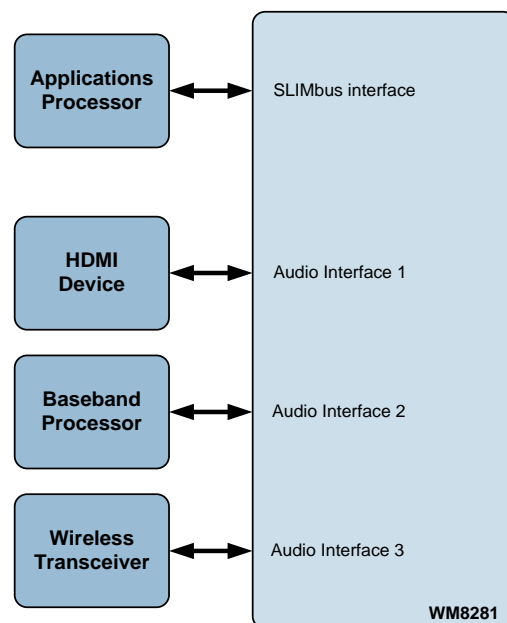 Applications
Processor
SLIMbus interface
HDMI
Device
Audio Interface 1
Baseband
Processor
Audio Interface 2
Wireless
Transceiver
Audio Interface 3
WM8281